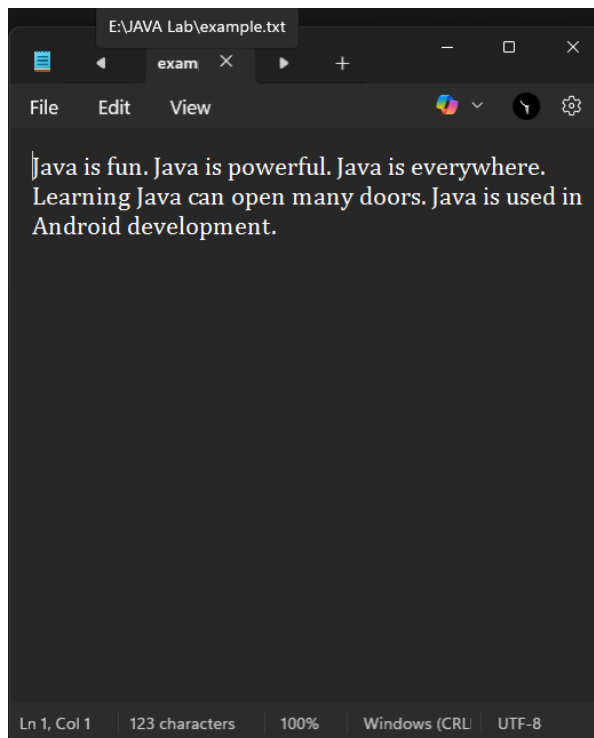 E:\JAVA Lab\example.txt
exam
File Edit View
Java is fun. Java is powerful. Java is everywhere.
Learning Java can open many doors. Java is used in
Android development.
Ln 1, Col 1 123 characters 100% Windows (CRL UTF-8